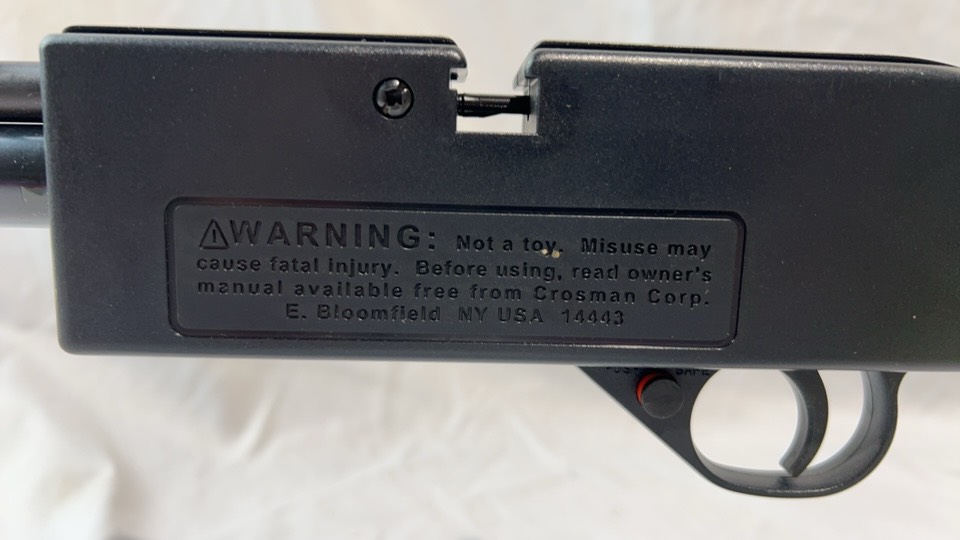 ⚠WARNING: Not a toy. Misuse may
cause fatal injury. Before using, read owner's
manual available free from Crosman Corp.
E. Bloomfield NY USA 14443